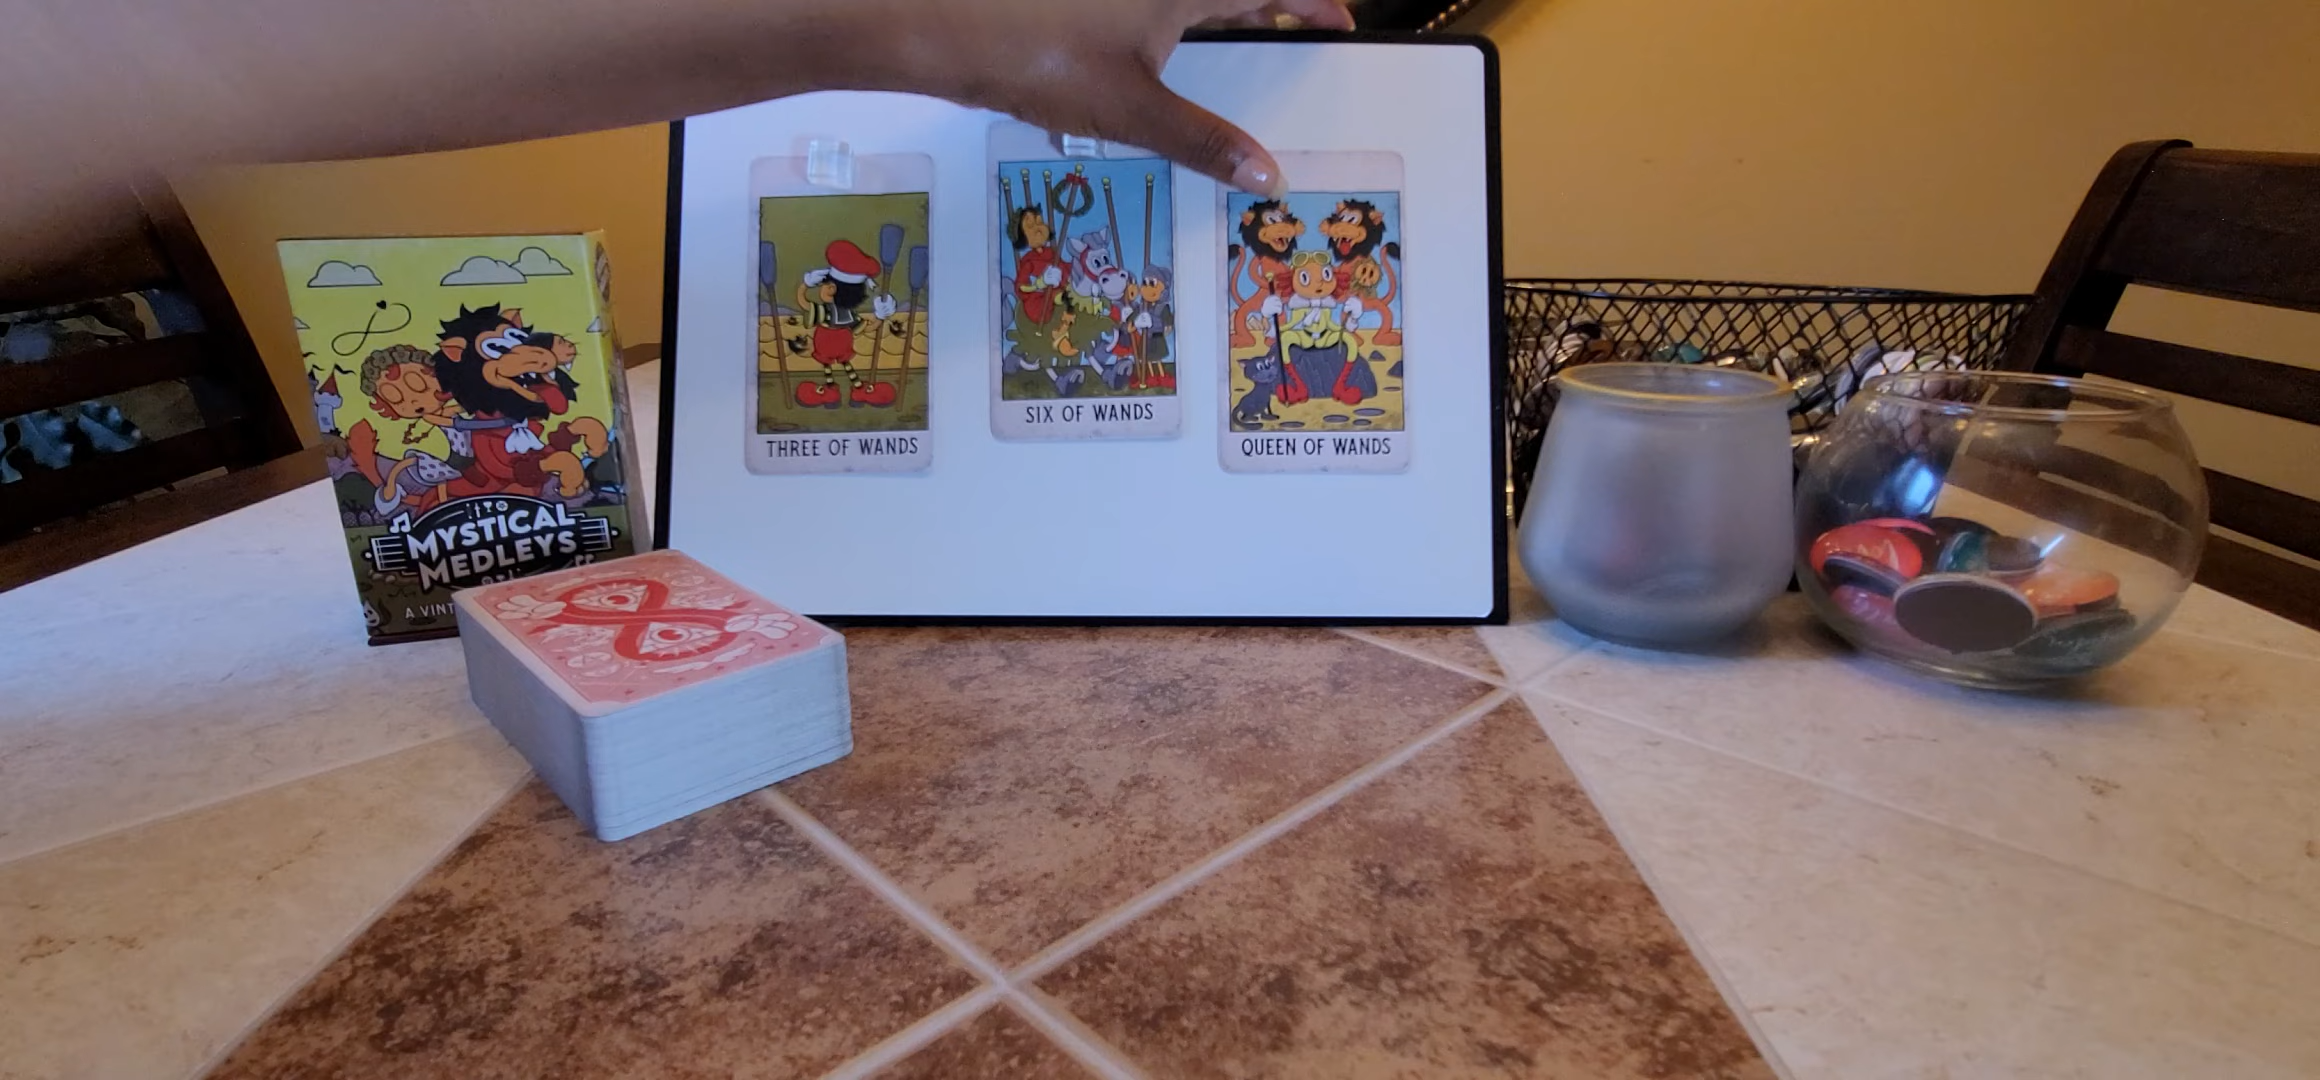 THREE OF WANDS
SIX OF WANDS
QUEEN OF WANDS
MYSTICAL
MEDLEYS
A VINT